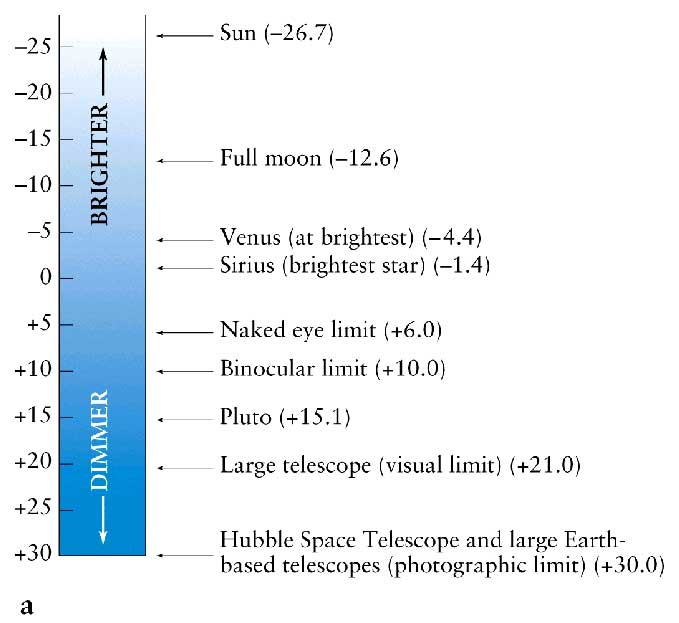 −25
−20
−15
−10
−5
0
+5
+10
+15
+20
+25
+30
BRIGHTER
DIMMER
Sun (−26.7)
Full moon (−12.6)
Venus (at brightest) (−4.4)
Sirius (brightest star) (−1.4)
Naked eye limit (+6.0)
Binocular limit (+10.0)
Pluto (+15.1)
Large telescope (visual limit) (+21.0)
Hubble Space Telescope and large Earth-
based telescopes (photographic limit) (+30.0)
a